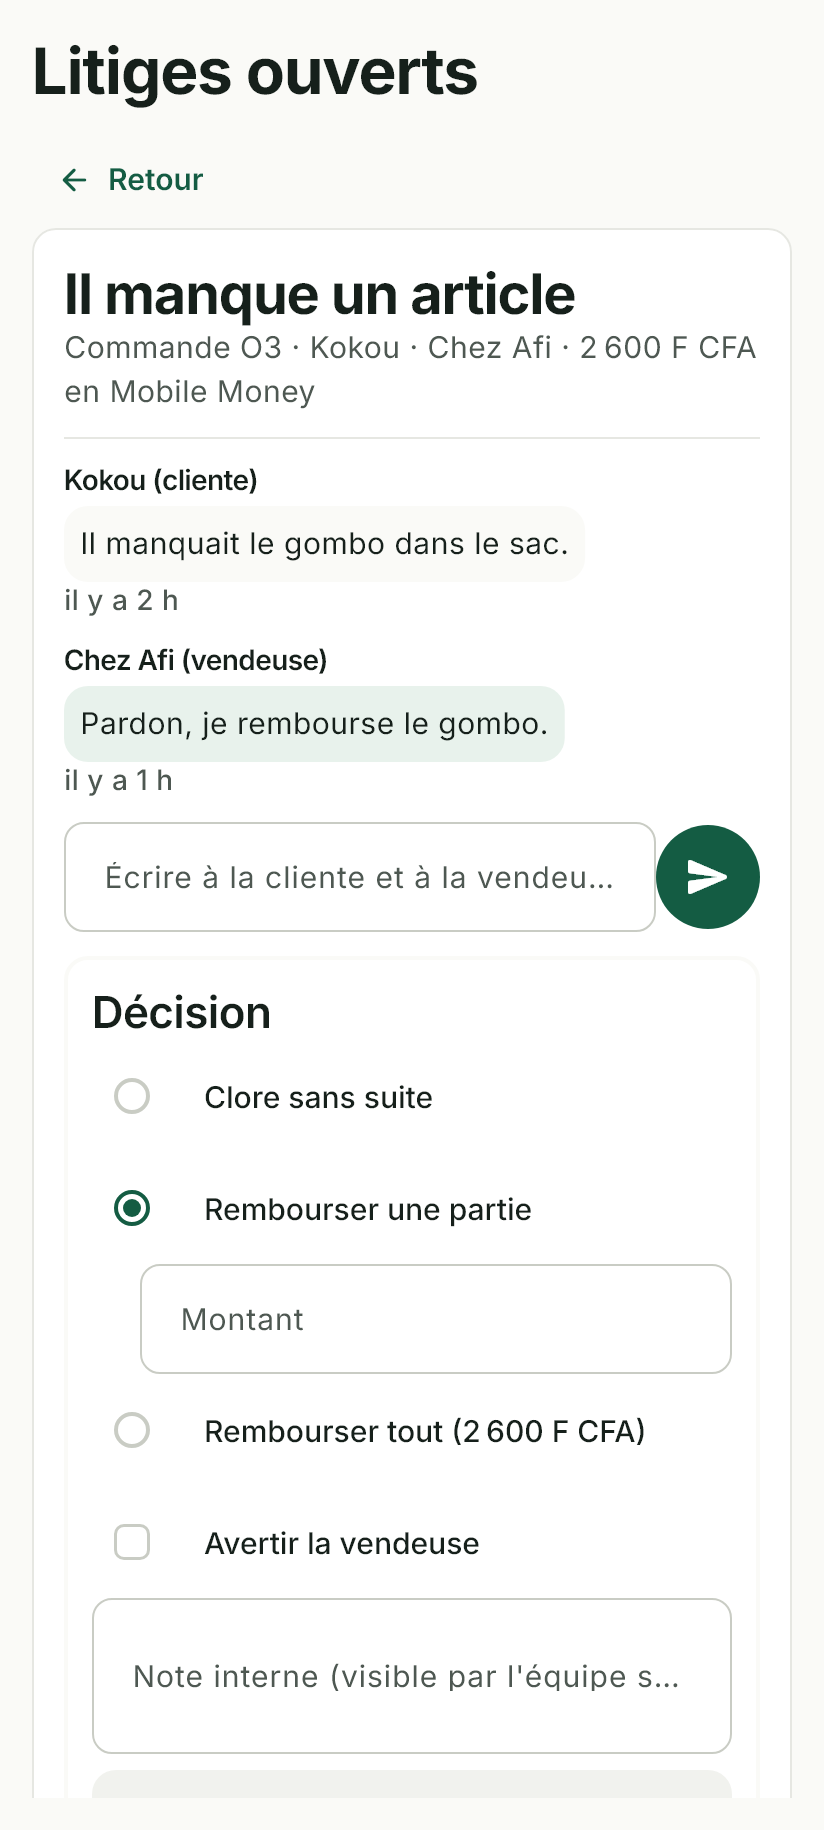 Litiges ouverts
Retour
Il manque un article
Commande O3 · Kokou · Chez Afi · 2 600 F CFA
en Mobile Money
Kokou (cliente)
Il manquait le gombo dans le sac.
il y a 2 h
Chez Afi (vendeuse)
Pardon, je rembourse le gombo.
il y a 1 h
Écrire à la cliente et à la vendeu...
Décision
Clore sans suite
Rembourser une partie
Montant
Rembourser tout (2 600 F CFA)
Avertir la vendeuse
Note interne (visible par l'équipe s...